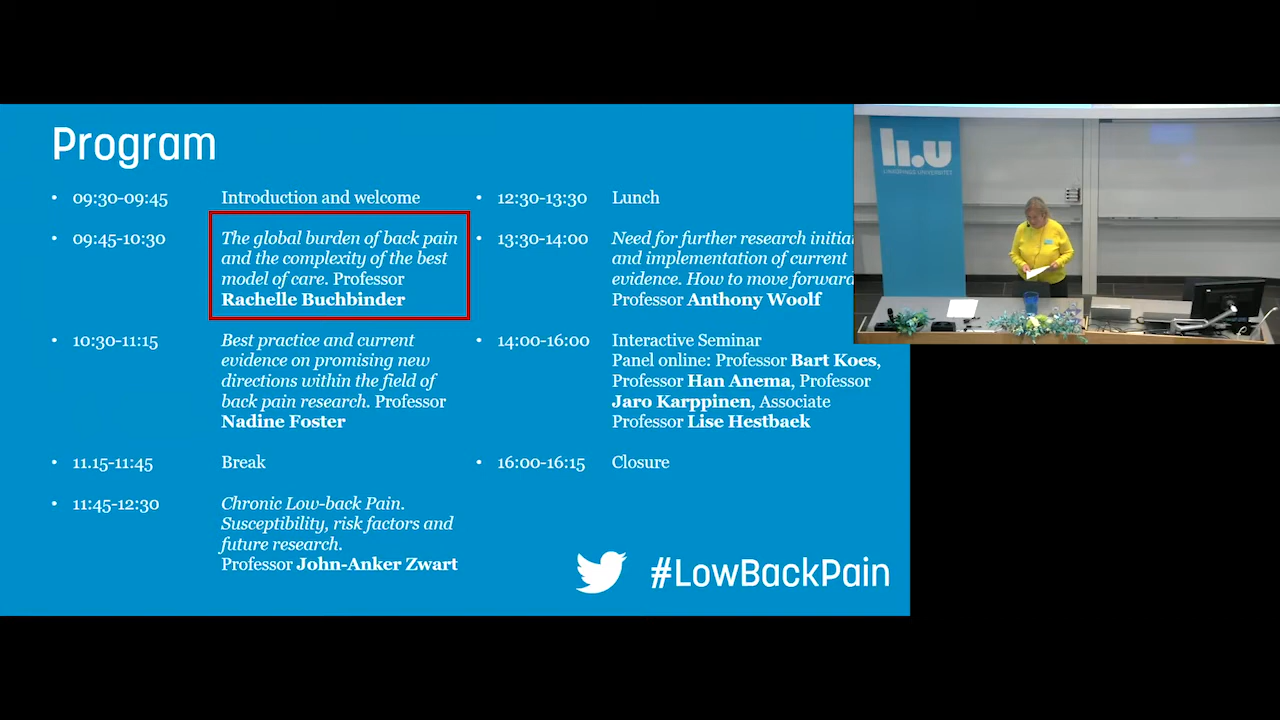 Program
• 09:30-09:45 Introduction and welcome
• 09:45-10:30 The global burden of back pain
and the complexity of the best
model of care. Professor
Rachelle Buchbinder
• 10:30-11:15 Best practice and current
evidence on promising new
directions within the field of
back pain research. Professor
Nadine Foster
• 11.15-11:45 Break
• 11:45-12:30 Chronic Low-back Pain.
Susceptibility, risk factors and
future research.
Professor John-Anker Zwart
• 12:30-13:30 Lunch
• 13:30-14:00 Need for further research
and implementation of current
evidence. How to move forward
Professor Anthony Woolf
• 14:00-16:00 Interactive Seminar
Panel online: Professor Bart Koes,
Professor Han Anema, Professor
Jaro Karppinen, Associate
Professor Lise Hestbaek
• 16:00-16:15 Closure
#LowBackPain
li.u
LINKÖPINGS UNIVERSITET